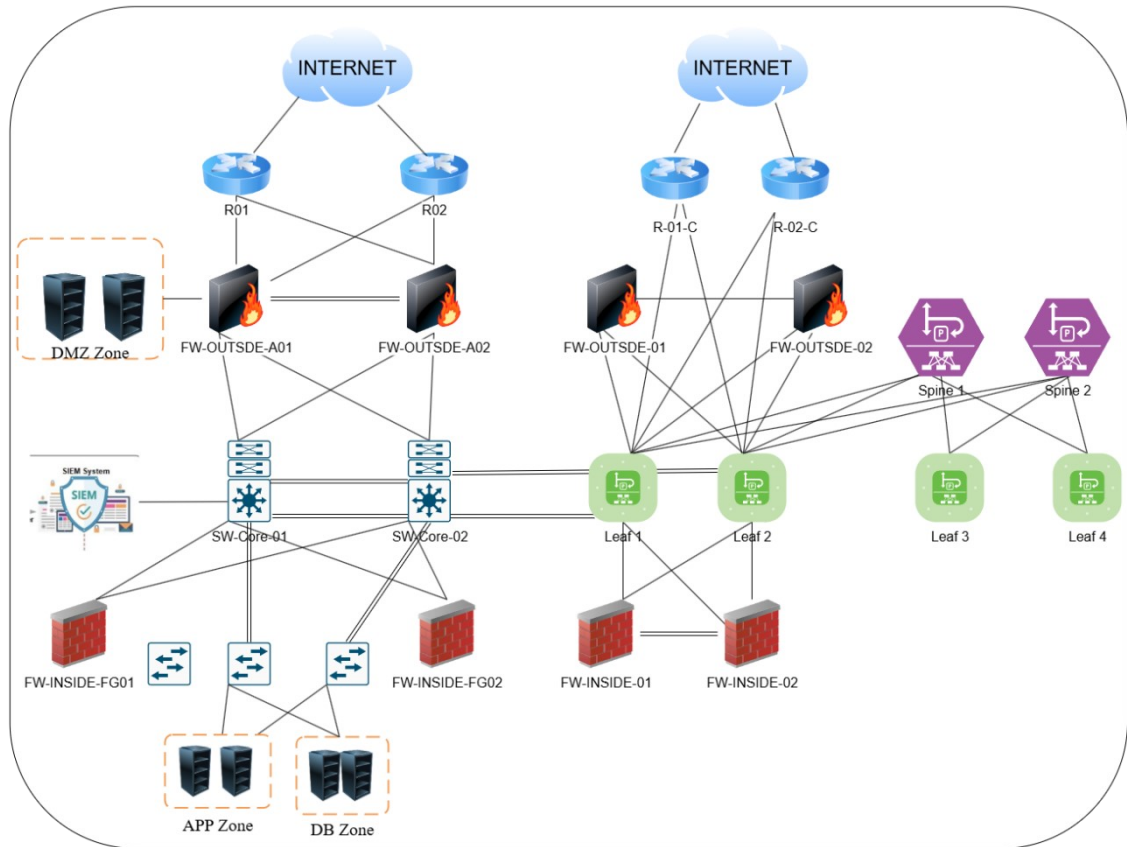 INTERNET
INTERNET
R01
R02
R-01-C
R-02-C
DMZ Zone
FW-OUTSDE-A01
FW-OUTSDE-A02
FW-OUTSDE-01
FW-OUTSDE-02
P
P
Spine 1
Spine 2
SIEM System
SIEM
P
P
P
P
SW-Core-01
SW-Core-02
Leaf 1
Leaf 2
Leaf 3
Leaf 4
FW-INSIDE-FG01
FW-INSIDE-FG02
FW-INSIDE-01
FW-INSIDE-02
APP Zone
DB Zone